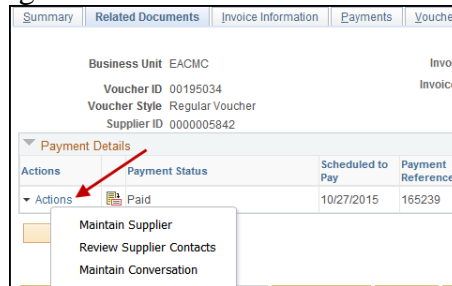 Summary Related Documents Invoice Information Payments
Business Unit EACMC
Voucher ID 00195034
Voucher Style Regular Voucher
Supplier ID 0000005842
Payment Details
Actions Payment Status Scheduled to Pay Payment Reference
Actions Paid 10/27/2015 165239
Maintain Supplier
Review Supplier Contacts
Maintain Conversation